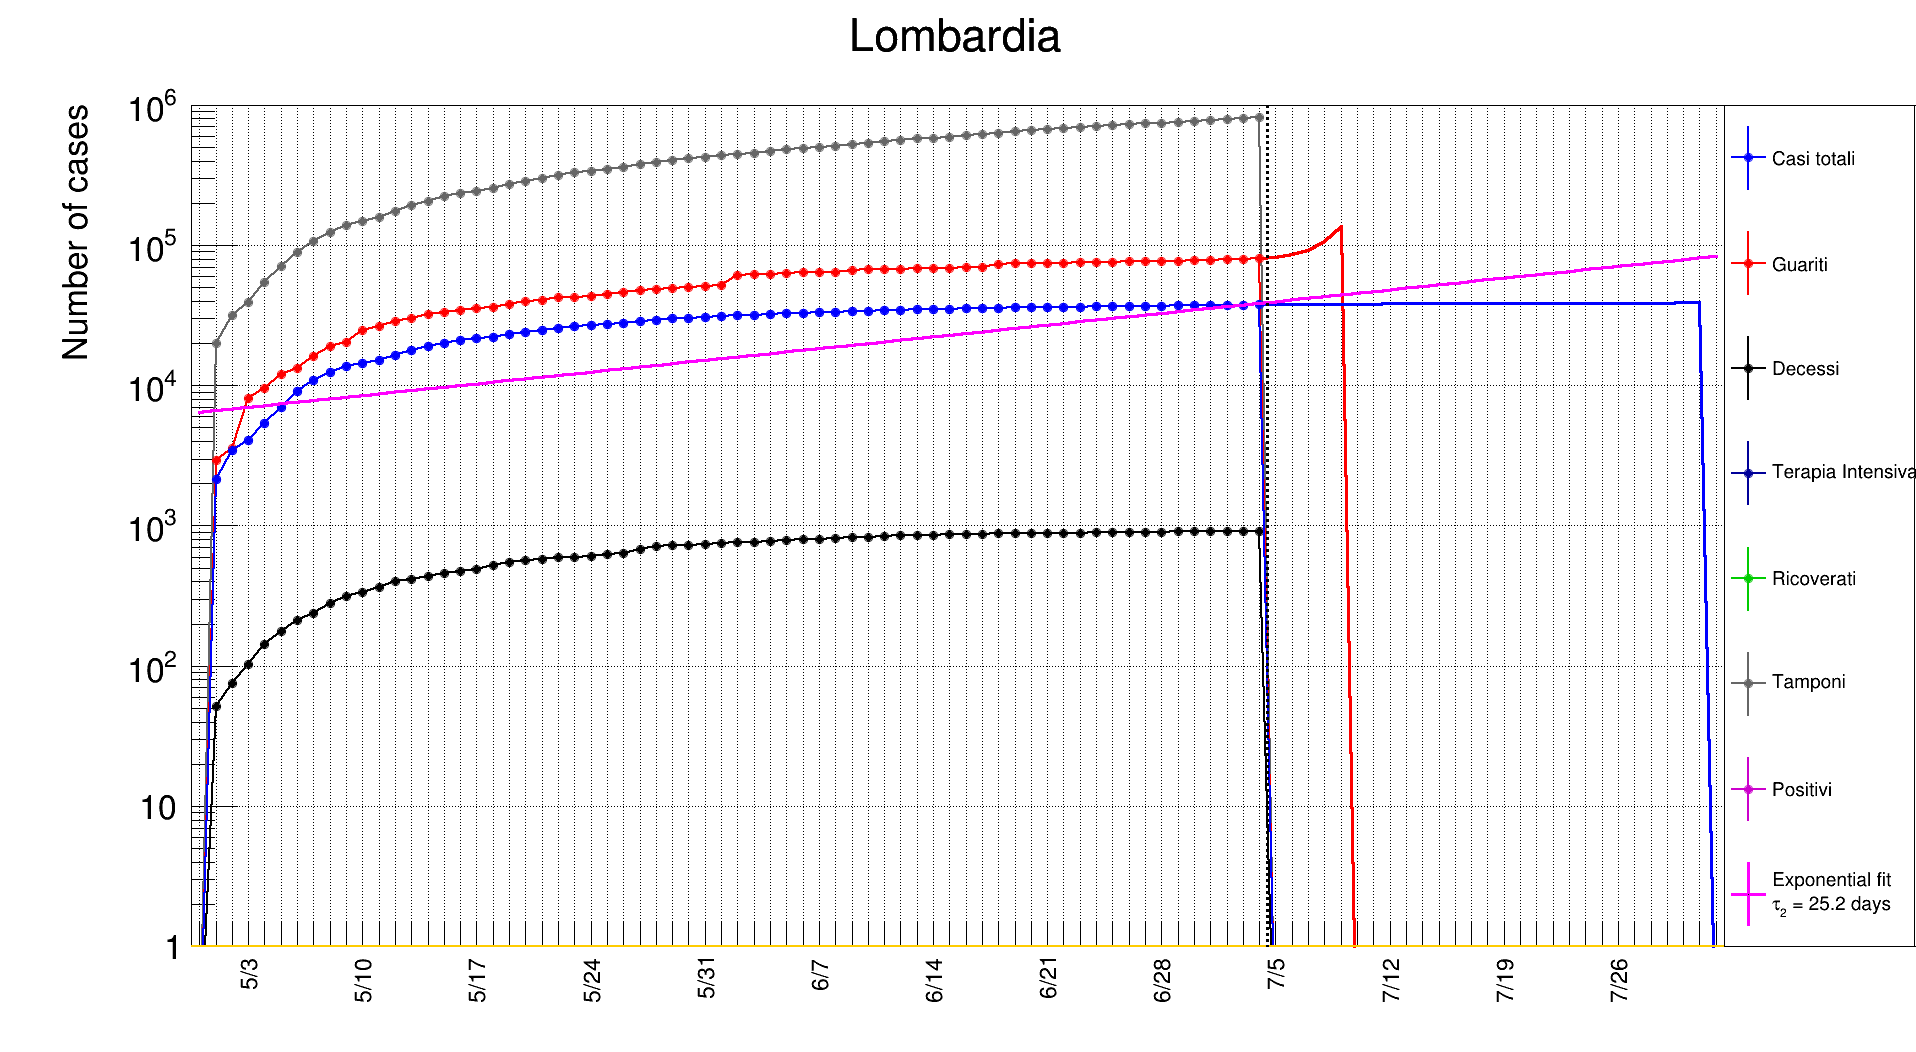 Lombardia
Number of cases
10^6
10^5
10^4
10^3
10^2
10
1
5/3
5/10
5/17
5/24
5/31
6/7
6/14
6/21
6/28
7/5
7/12
7/19
7/26
Casi totali
Guariti
Decessi
Terapia Intensiva
Ricoverati
Tamponi
Positivi
Exponential fit
τ₂ = 25.2 days